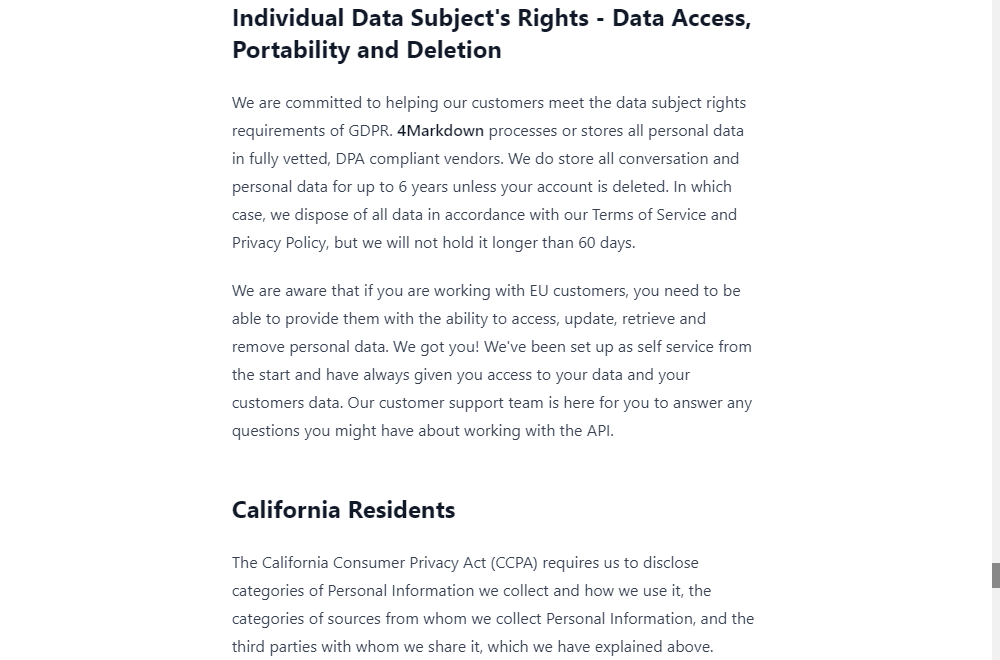 Individual Data Subject's Rights - Data Access,
Portability and Deletion
We are committed to helping our customers meet the data subject rights
requirements of GDPR. 4Markdown processes or stores all personal data
in fully vetted, DPA compliant vendors. We do store all conversation and
personal data for up to 6 years unless your account is deleted. In which
case, we dispose of all data in accordance with our Terms of Service and
Privacy Policy, but we will not hold it longer than 60 days.
We are aware that if you are working with EU customers, you need to be
able to provide them with the ability to access, update, retrieve and
remove personal data. We got you! We've been set up as self service from
the start and have always given you access to your data and your
customers data. Our customer support team is here for you to answer any
questions you might have about working with the API.
California Residents
The California Consumer Privacy Act (CCPA) requires us to disclose
categories of Personal Information we collect and how we use it, the
categories of sources from whom we collect Personal Information, and the
third parties with whom we share it, which we have explained above.